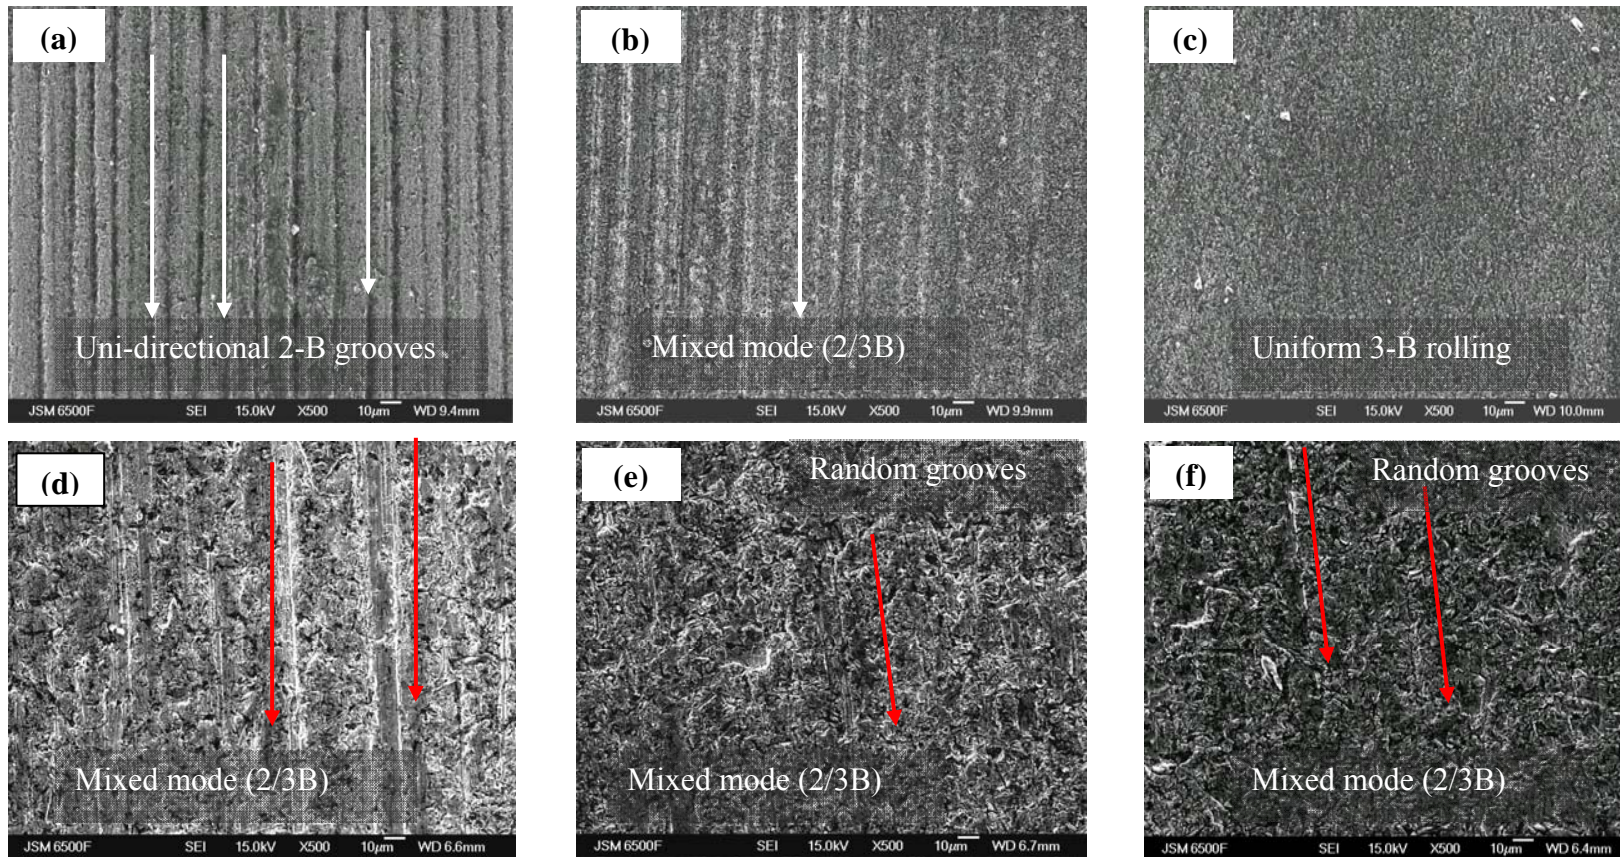 (a)
Uni-directional 2-B grooves
JSM 6500F SEI 15.0kV X500 10µm WD 9.4mm
(b)
Mixed mode (2/3B)
JSM 6500F SEI 15.0kV X500 10µm WD 9.9mm
(c)
Uniform 3-B rolling
JSM 6500F SEI 15.0kV X500 10µm WD 10.0mm
(d)
Mixed mode (2/3B)
JSM 6500F SEI 15.0kV X500 10µm WD 6.6mm
(e)
Random grooves
Mixed mode (2/3B)
JSM 6500F SEI 15.0kV X500 10µm WD 6.7mm
(f)
Random grooves
Mixed mode (2/3B)
JSM 6500F SEI 15.0kV X500 10µm WD 6.4mm